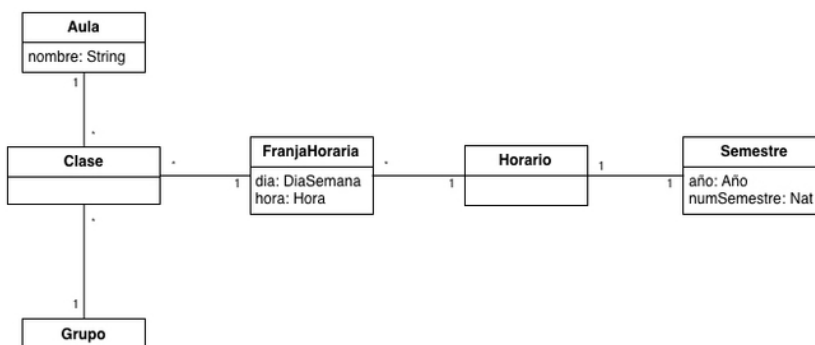 Aula
nombre: String
1
*
Clase
*
1
FranjaHoraria
dia: DiaSemana
hora: Hora
*
1
Horario
1
1
Semestre
año: Año
numSemestre: Nat
*
1
Grupo